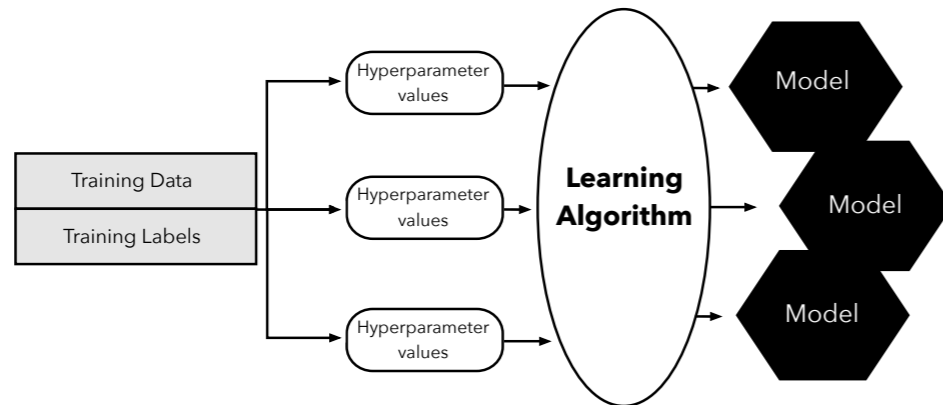 Training Data
Training Labels
Hyperparameter
values
Hyperparameter
values
Hyperparameter
values
Learning
Algorithm
Model
Model
Model